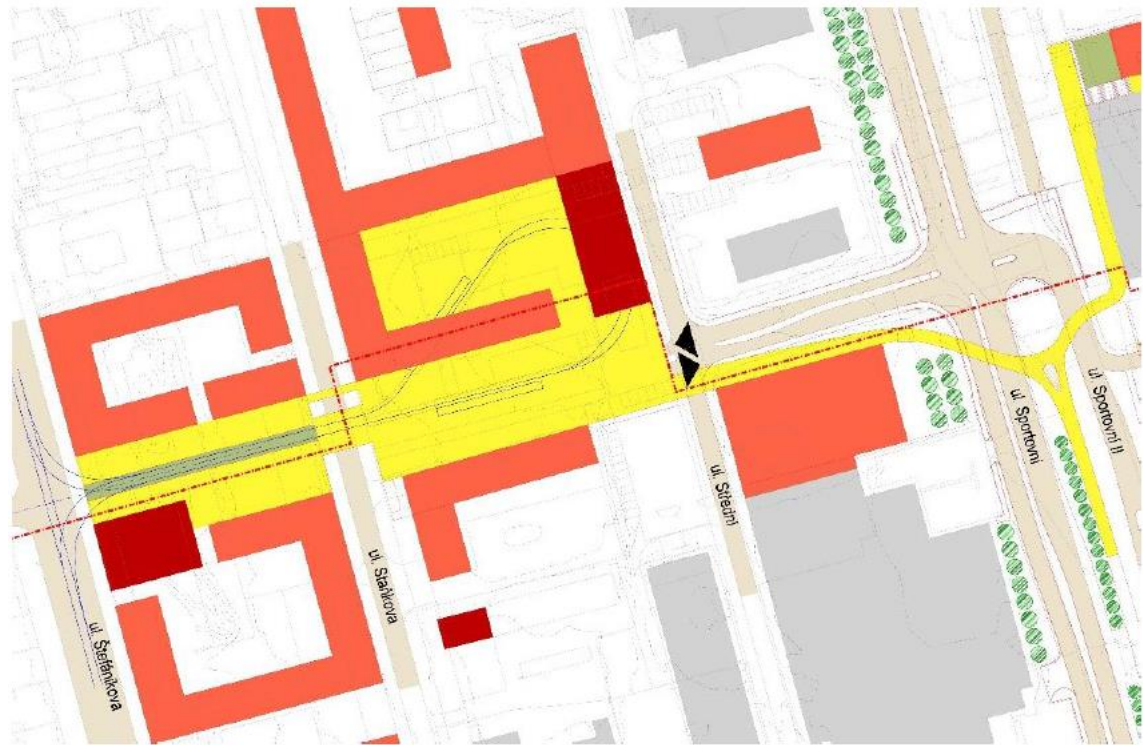 ul. Štefánikova
ul. Staňkova
ul. Střední
ul. Sportovní
ul. Sportovní II